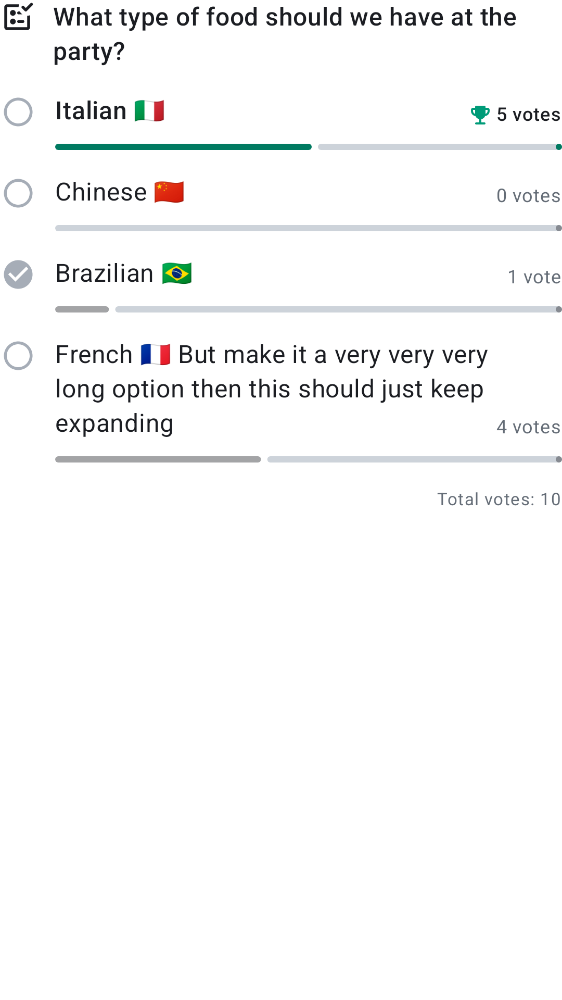 What type of food should we have at the
party?
Italian 🇮🇹 5 votes
Chinese 🇨🇳 0 votes
Brazilian 🇧🇷 1 vote
French 🇫🇷 But make it a very very very
long option then this should just keep
expanding 4 votes
Total votes: 10